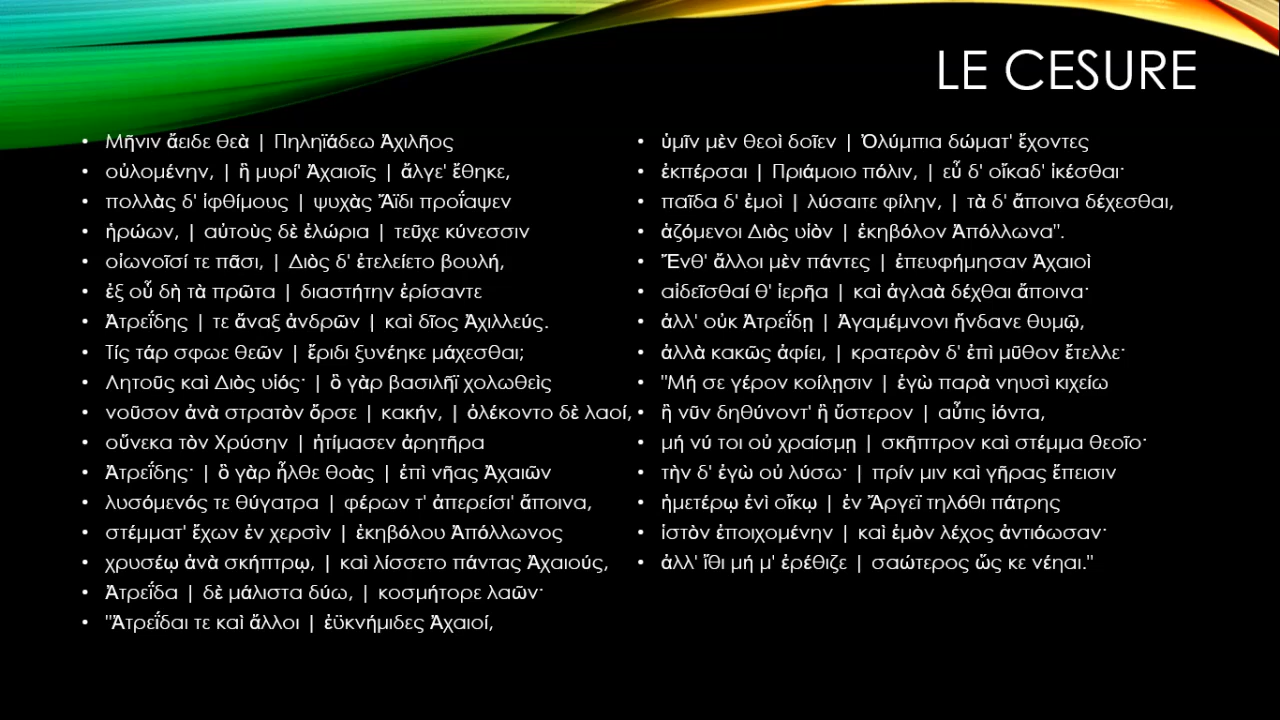 LE CESURE
• Μῆνιν ἄειδε θεὰ | Πηληϊάδεω Ἀχιλῆος
• οὐλομένην, | ἣ μυρί' Ἀχαιοῖς | ἄλγε' ἔθηκε,
• πολλὰς δ' ἰφθίμους | ψυχὰς Ἄϊδι προΐαψεν
• ἡρώων, | αὐτοὺς δὲ ἑλώρια | τεῦχε κύνεσσιν
• οἰωνοῖσί τε πᾶσι, | Διὸς δ' ἐτελείετο βουλή,
• ἐξ οὗ δὴ τὰ πρῶτα | διαστήτην ἐρίσαντε
• Ἀτρεΐδης | τε ἄναξ ἀνδρῶν | καὶ δῖος Ἀχιλλεύς.
• Τίς τάρ σφωε θεῶν | ἔριδι ξυνέηκε μάχεσθαι;
• Λητοῦς καὶ Διὸς υἱός· | ὃ γὰρ βασιλῆϊ χολωθεὶς
• νοῦσον ἀνὰ στρατὸν ὄρσε | κακήν, | ὀλέκοντο δὲ λαοί,
• οὕνεκα τὸν Χρύσην | ἠτίμασεν ἀρητῆρα
• Ἀτρεΐδης· | ὃ γὰρ ἦλθε θοὰς | ἐπὶ νῆας Ἀχαιῶν
• λυσόμενός τε θύγατρα | φέρων τ' ἀπερείσι' ἄποινα,
• στέμματ' ἔχων ἐν χερσὶν | ἑκηβόλου Ἀπόλλωνος
• χρυσέῳ ἀνὰ σκήπτρῳ, | καὶ λίσσετο πάντας Ἀχαιούς,
• Ἀτρεΐδα | δὲ μάλιστα δύω, | κοσμήτορε λαῶν·
• "Ἀτρεΐδαι τε καὶ ἄλλοι | ἐϋκνήμιδες Ἀχαιοί,
• ὑμῖν μὲν θεοὶ δοῖεν | Ὀλύμπια δώματ' ἔχοντες
• ἐκπέρσαι | Πριάμοιο πόλιν, | εὖ δ' οἴκαδ' ἱκέσθαι·
• παῖδα δ' ἐμοὶ | λύσαιτε φίλην, | τὰ δ' ἄποινα δέχεσθαι,
• ἁζόμενοι Διὸς υἱὸν | ἑκηβόλον Ἀπόλλωνα".
• Ἔνθ' ἄλλοι μὲν πάντες | ἐπευφήμησαν Ἀχαιοὶ
• αἰδεῖσθαί θ' ἱερῆα | καὶ ἀγλαὰ δέχθαι ἄποινα·
• ἀλλ' οὐκ Ἀτρεΐδῃ | Ἀγαμέμνονι ἥνδανε θυμῷ,
• ἀλλὰ κακῶς ἀφίει, | κρατερὸν δ' ἐπὶ μῦθον ἔτελλε·
• "Μή σε γέρον κοίλῃσιν | ἐγὼ παρὰ νηυσὶ κιχείω
• ἢ νῦν δηθύνοντ' ἢ ὕστερον | αὖτις ἰόντα,
• μή νύ τοι οὐ χραίσμῃ | σκῆπτρον καὶ στέμμα θεοῖο·
• τὴν δ' ἐγὼ οὐ λύσω· | πρίν μιν καὶ γῆρας ἔπεισιν
• ἡμετέρῳ ἐνὶ οἴκῳ | ἐν Ἄργεϊ τηλόθι πάτρης
• ἱστὸν ἐποιχομένην | καὶ ἐμὸν λέχος ἀντιόωσαν·
• ἀλλ' ἴθι μή μ' ἐρέθιζε | σαώτερος ὥς κε νέηαι."